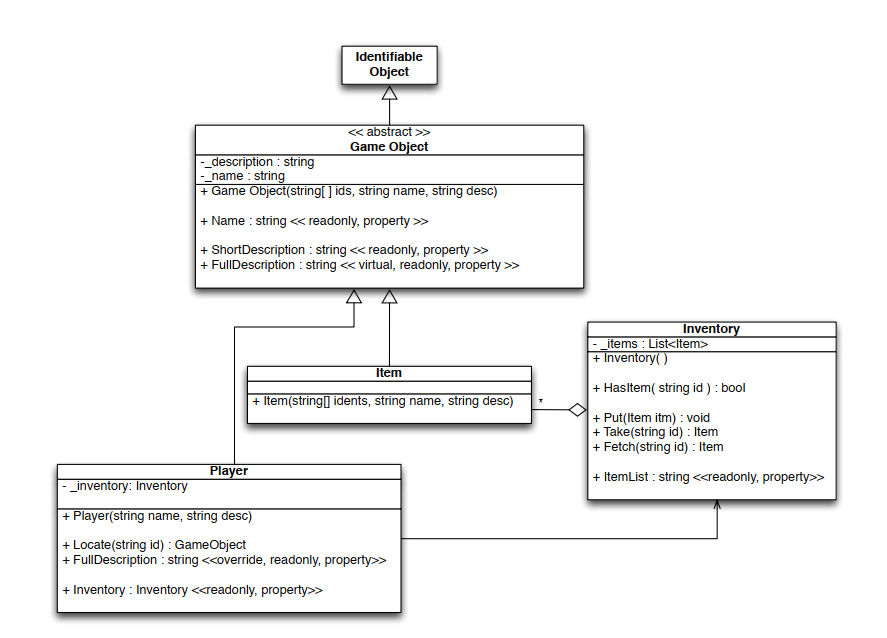 Identifiable
Object
<< abstract >>
Game Object
-_description : string
-_name : string
+ Game Object(string[ ] ids, string name, string desc)
+ Name : string << readonly, property >>
+ ShortDescription : string << readonly, property >>
+ FullDescription : string << virtual, readonly, property >>
Inventory
- _items : List<Item>
+ Inventory( )
+ HasItem( string id ) : bool
+ Put(Item itm) : void
+ Take(string id) : Item
+ Fetch(string id) : Item
+ ItemList : string <<readonly, property>>
Item
+ Item(string[] idents, string name, string desc)
*
Player
- _inventory: Inventory
+ Player(string name, string desc)
+ Locate(string id) : GameObject
+ FullDescription : string <<override, readonly, property>>
+ Inventory : Inventory <<readonly, property>>